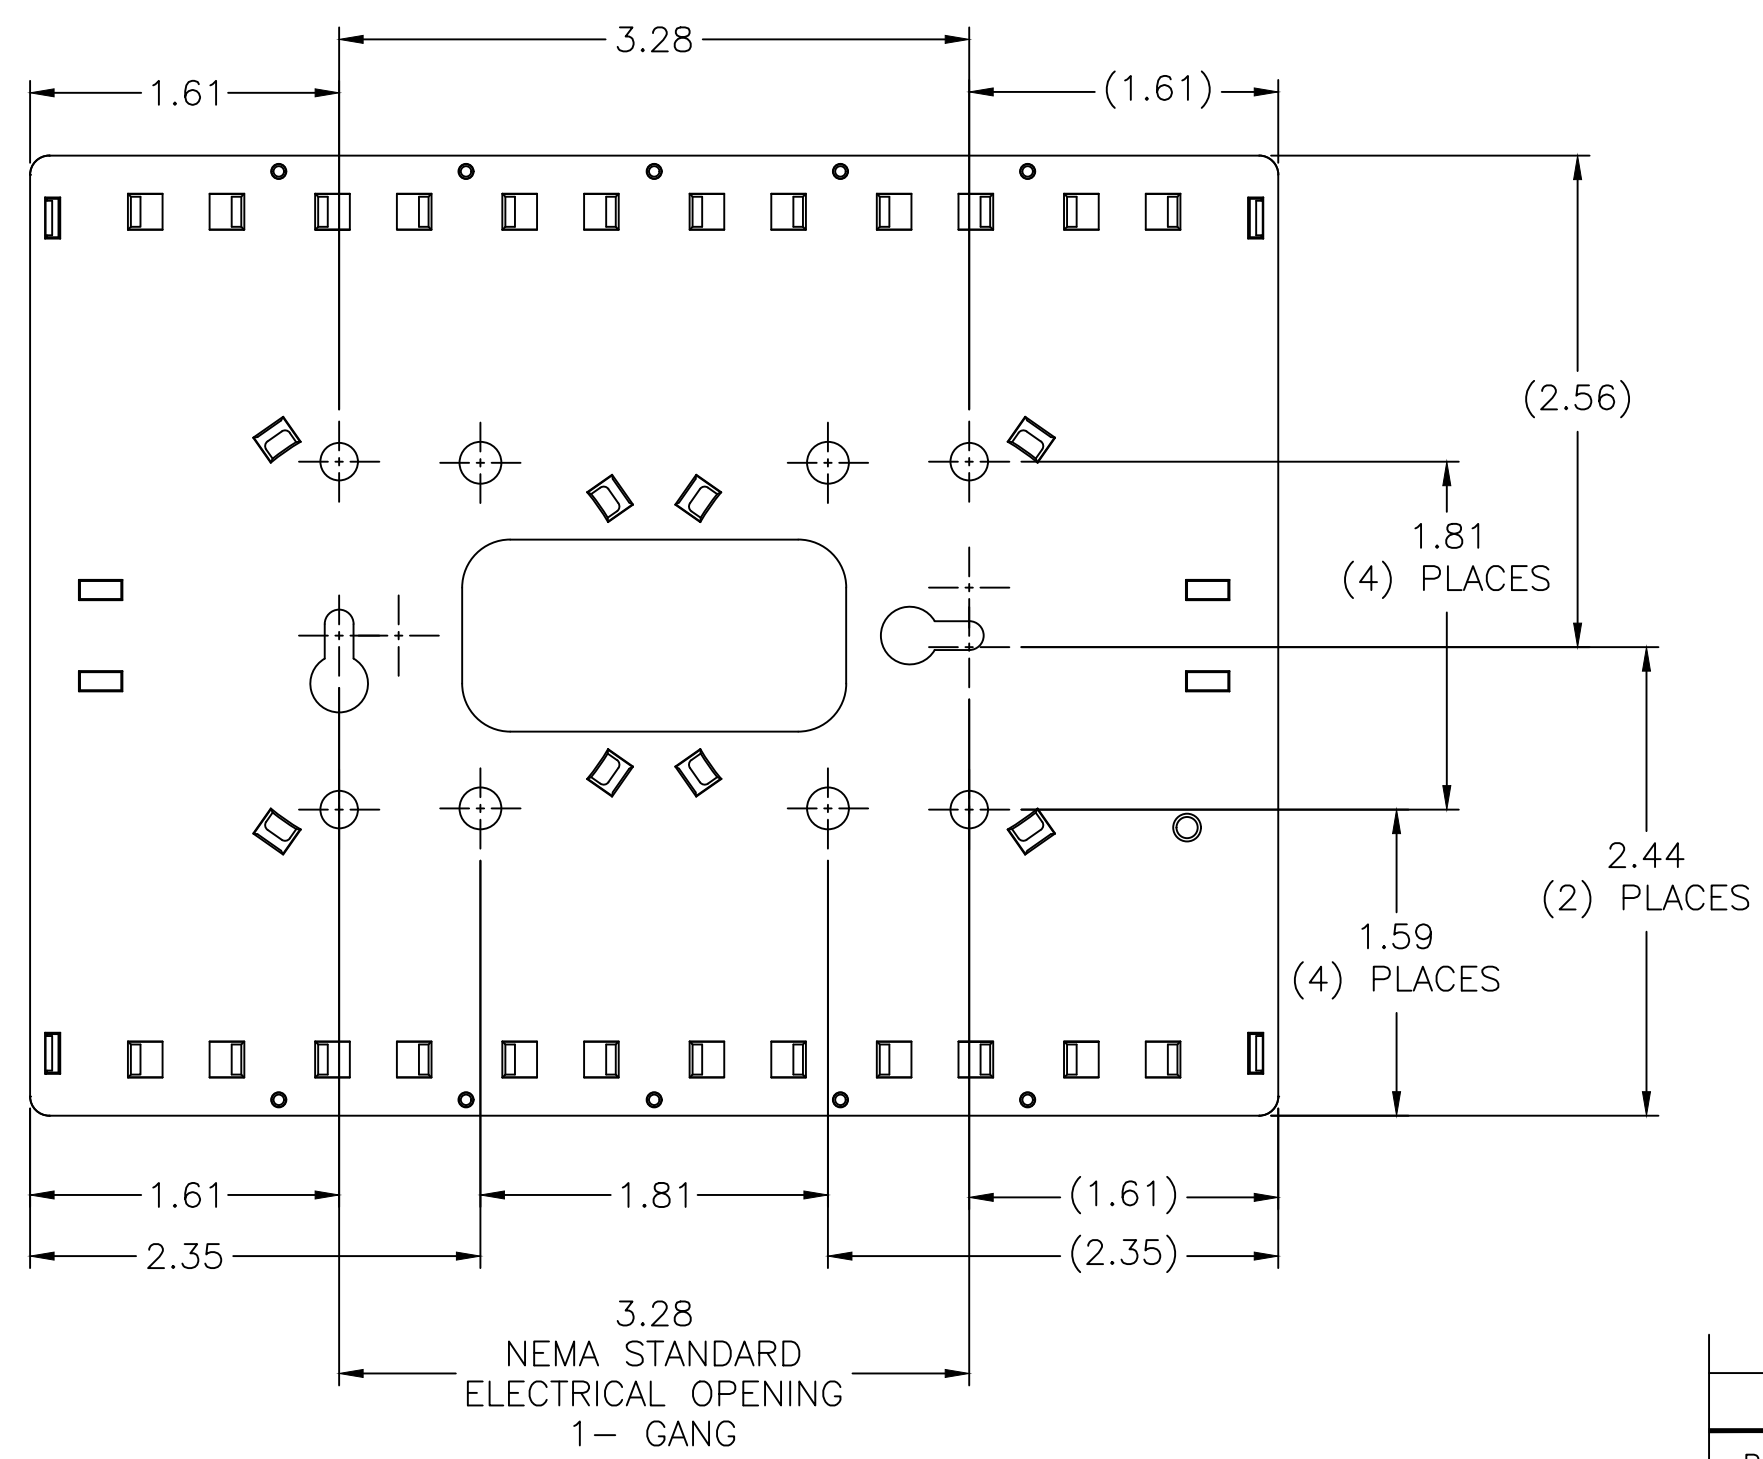 3.28
1.61
(1.61)
(2.56)
1.81
(4) PLACES
2.44
(2) PLACES
1.59
(4) PLACES
1.61
1.81
(1.61)
2.35
(2.35)
3.28
NEMA STANDARD
ELECTRICAL OPENING
1- GANG